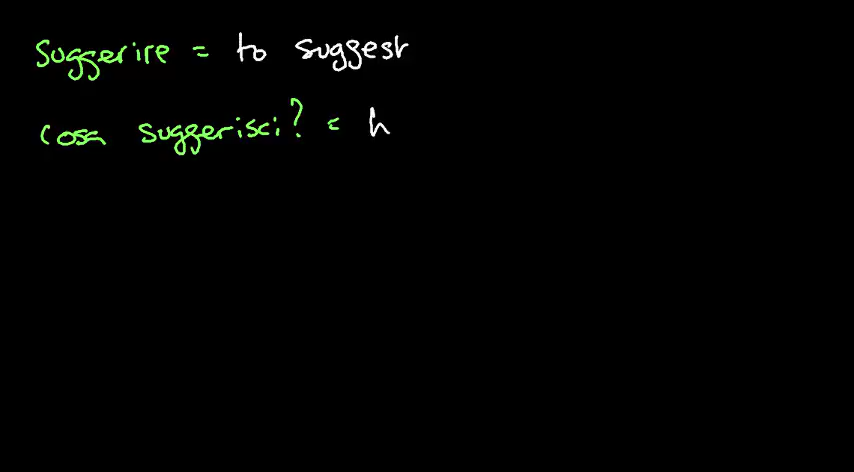 suggerire = to suggest
cosa suggerisci? = h